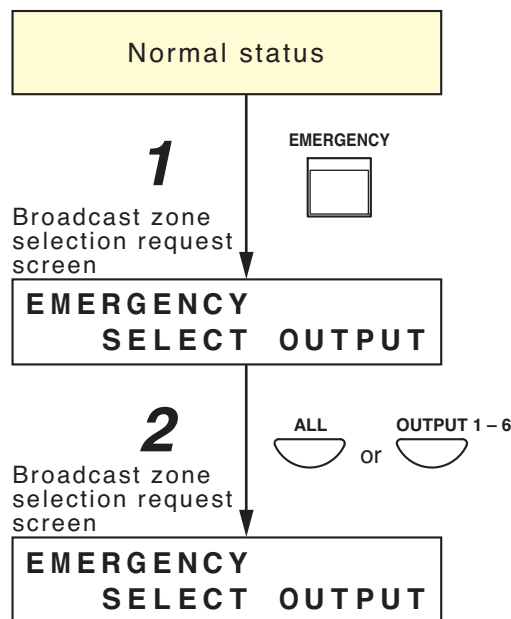 Normal status
1
EMERGENCY
Broadcast zone
selection request
screen
EMERGENCY
SELECT OUTPUT
2
ALL
or
OUTPUT 1 – 6
Broadcast zone
selection request
screen
EMERGENCY
SELECT OUTPUT